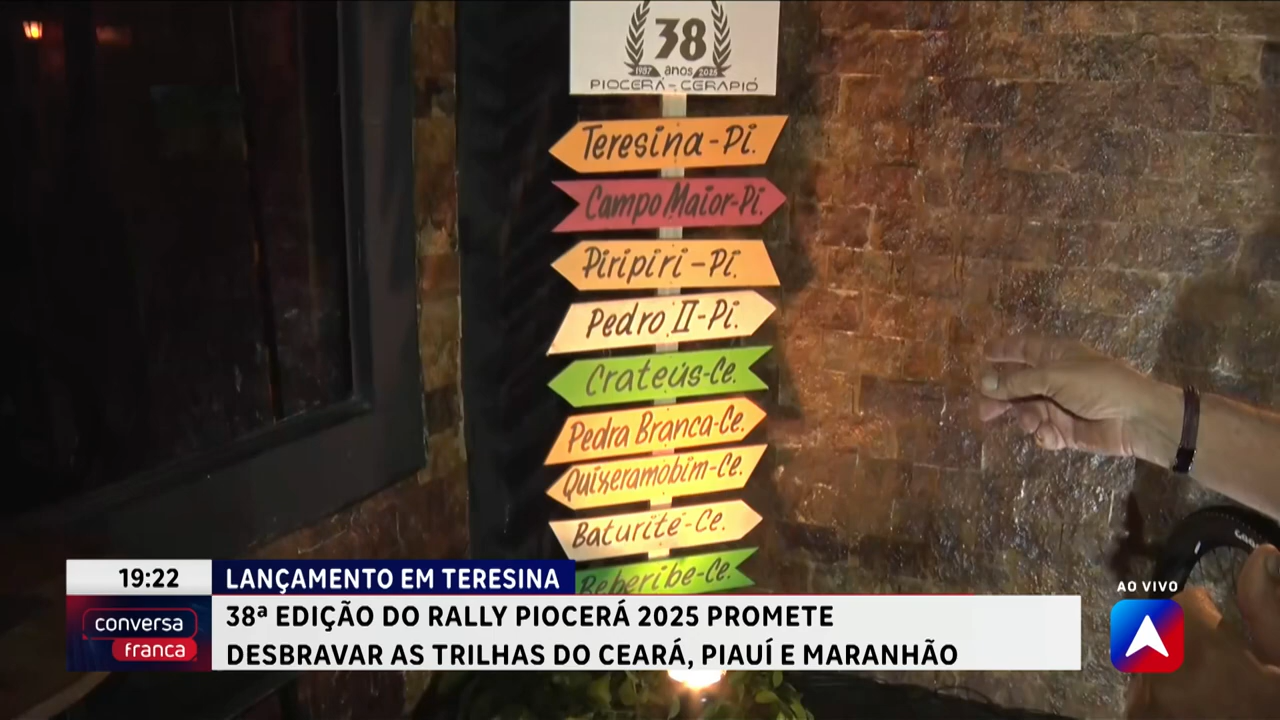 38
1987 anos 2025
PIOCERÁ-CERAPIÓ
Teresina-Pi.
Campo Maior-Pi.
Piripiri-Pi.
Pedro II-Pi.
Crateús-Ce.
Pedra Branca-Ce.
Quixeramobim-Ce.
Baturité-Ce.
Beberibe-Ce.
19:22
LANÇAMENTO EM TERESINA
conversa
franca
38ª EDIÇÃO DO RALLY PIOCERÁ 2025 PROMETE
DESBRAVAR AS TRILHAS DO CEARÁ, PIAUÍ E MARANHÃO
AO VIVO